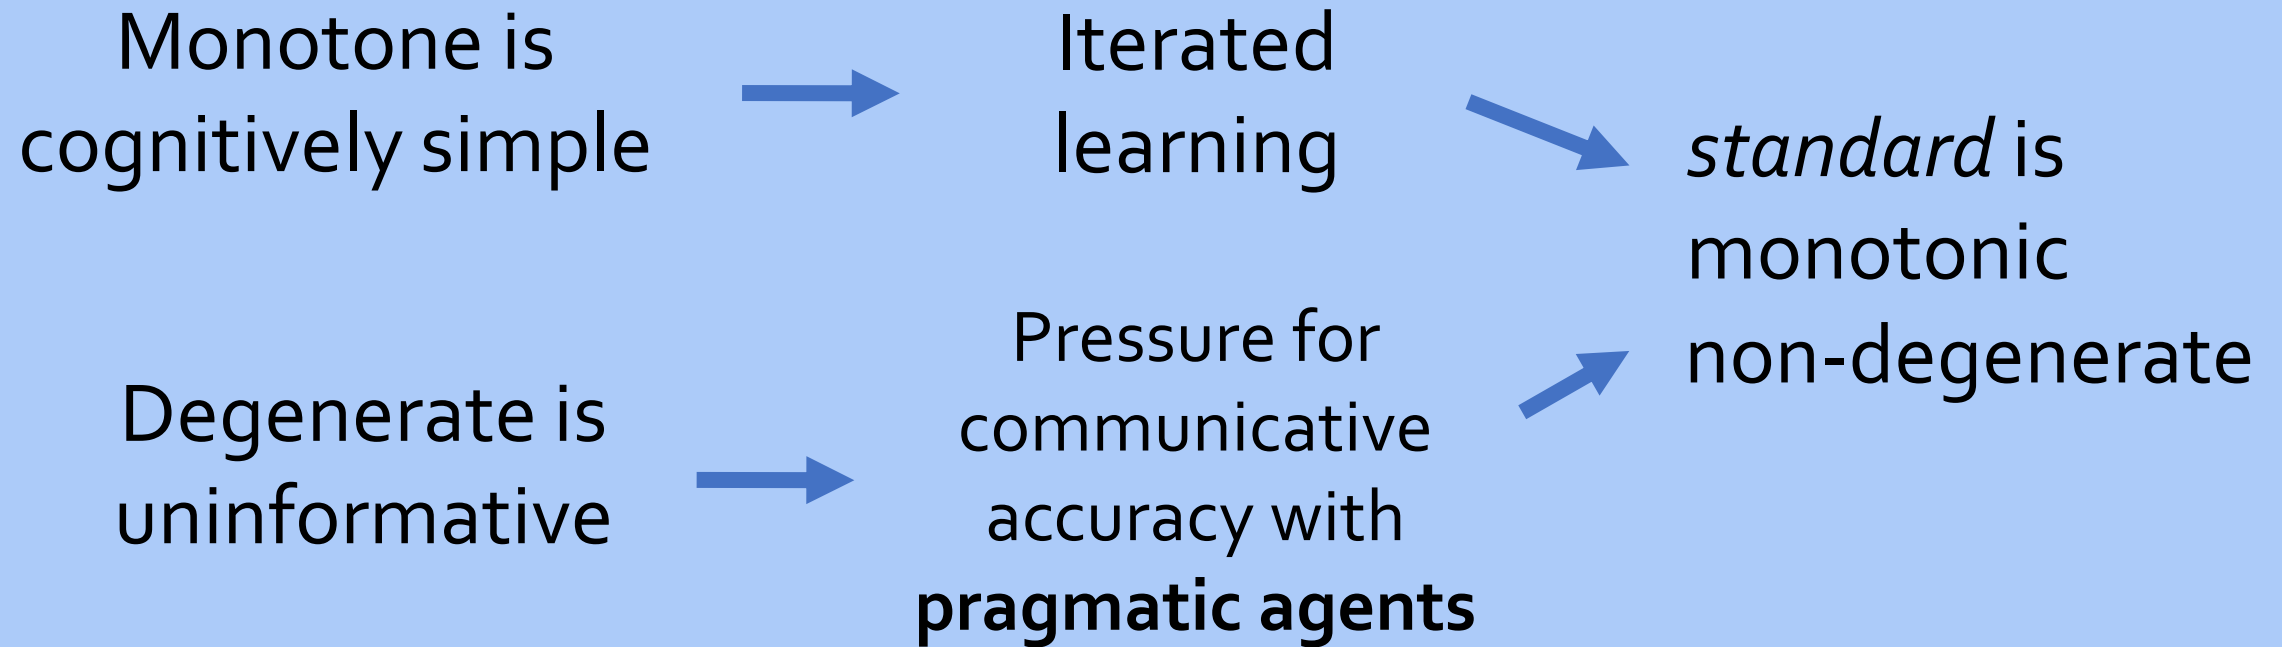 Monotone is
cognitively simple
Iterated
learning
standard is
monotonic
non-degenerate
Degenerate is
uninformative
Pressure for
communicative
accuracy with
pragmatic agents